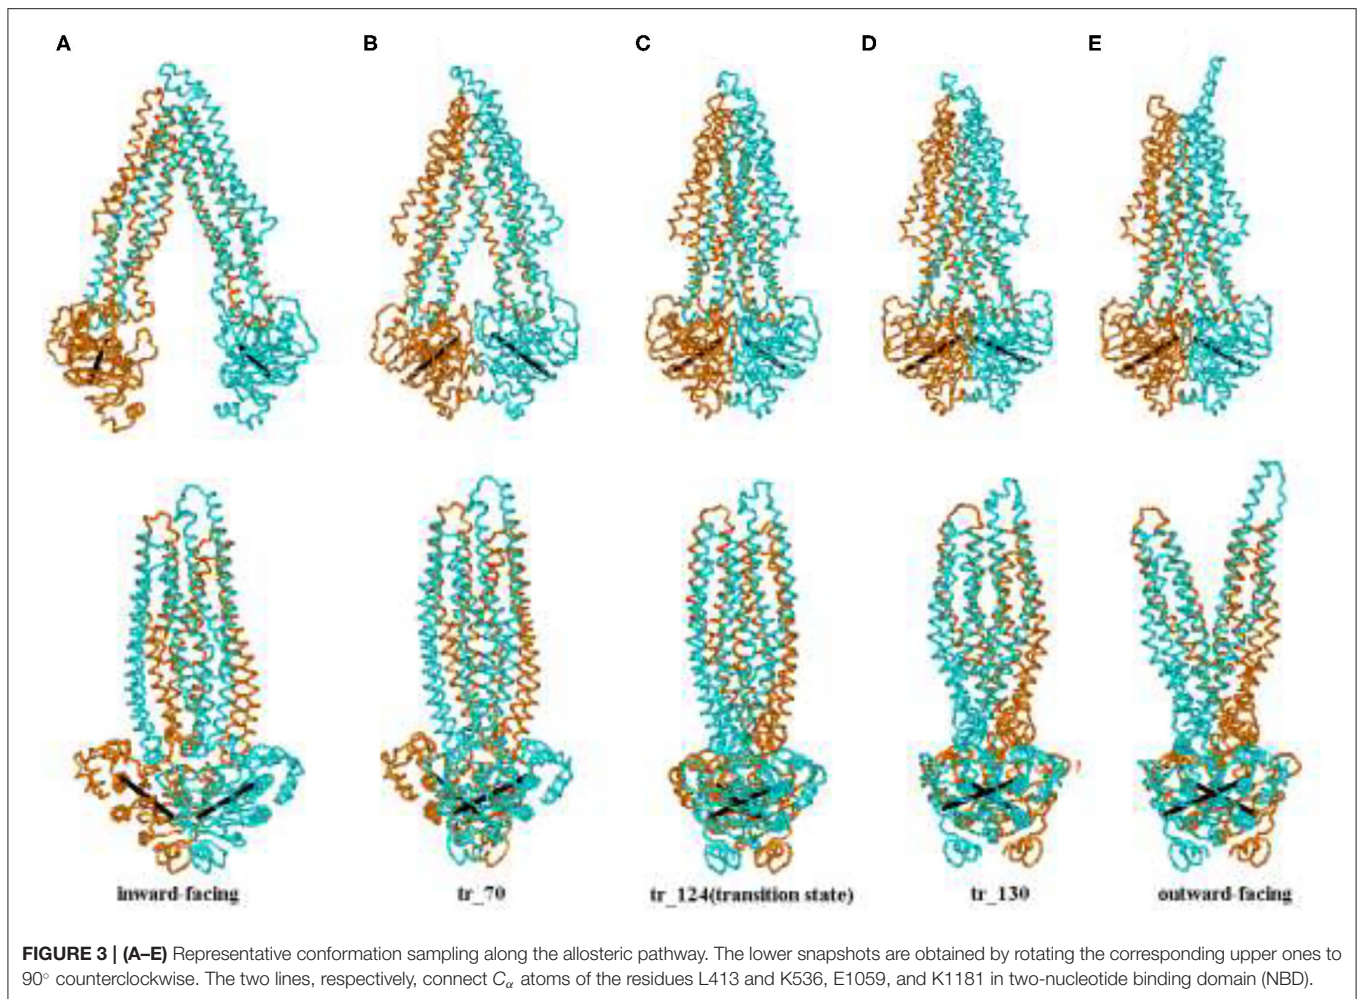 A B C D E
inward-facing tr_70 tr_124(transition state) tr_130 outward-facing
FIGURE 3 | (A–E) Representative conformation sampling along the allosteric pathway. The lower snapshots are obtained by rotating the corresponding upper ones to
90° counterclockwise. The two lines, respectively, connect Cα atoms of the residues L413 and K536, E1059, and K1181 in two-nucleotide binding domain (NBD).